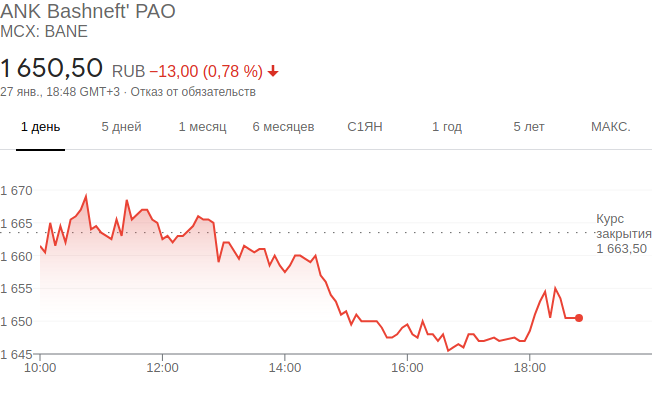 ANK Bashneft' PAO
MCX: BANE
1 650,50 RUB −13,00 (0,78 %)
27 янв., 18:48 GMT+3 · Отказ от обязательств
1 день 5 дней 1 месяц 6 месяцев С1ЯН 1 год 5 лет МАКС.
1 670
1 665
1 660
1 655
1 650
1 645
Курс
закрытия
1 663,50
10:00 12:00 14:00 16:00 18:00